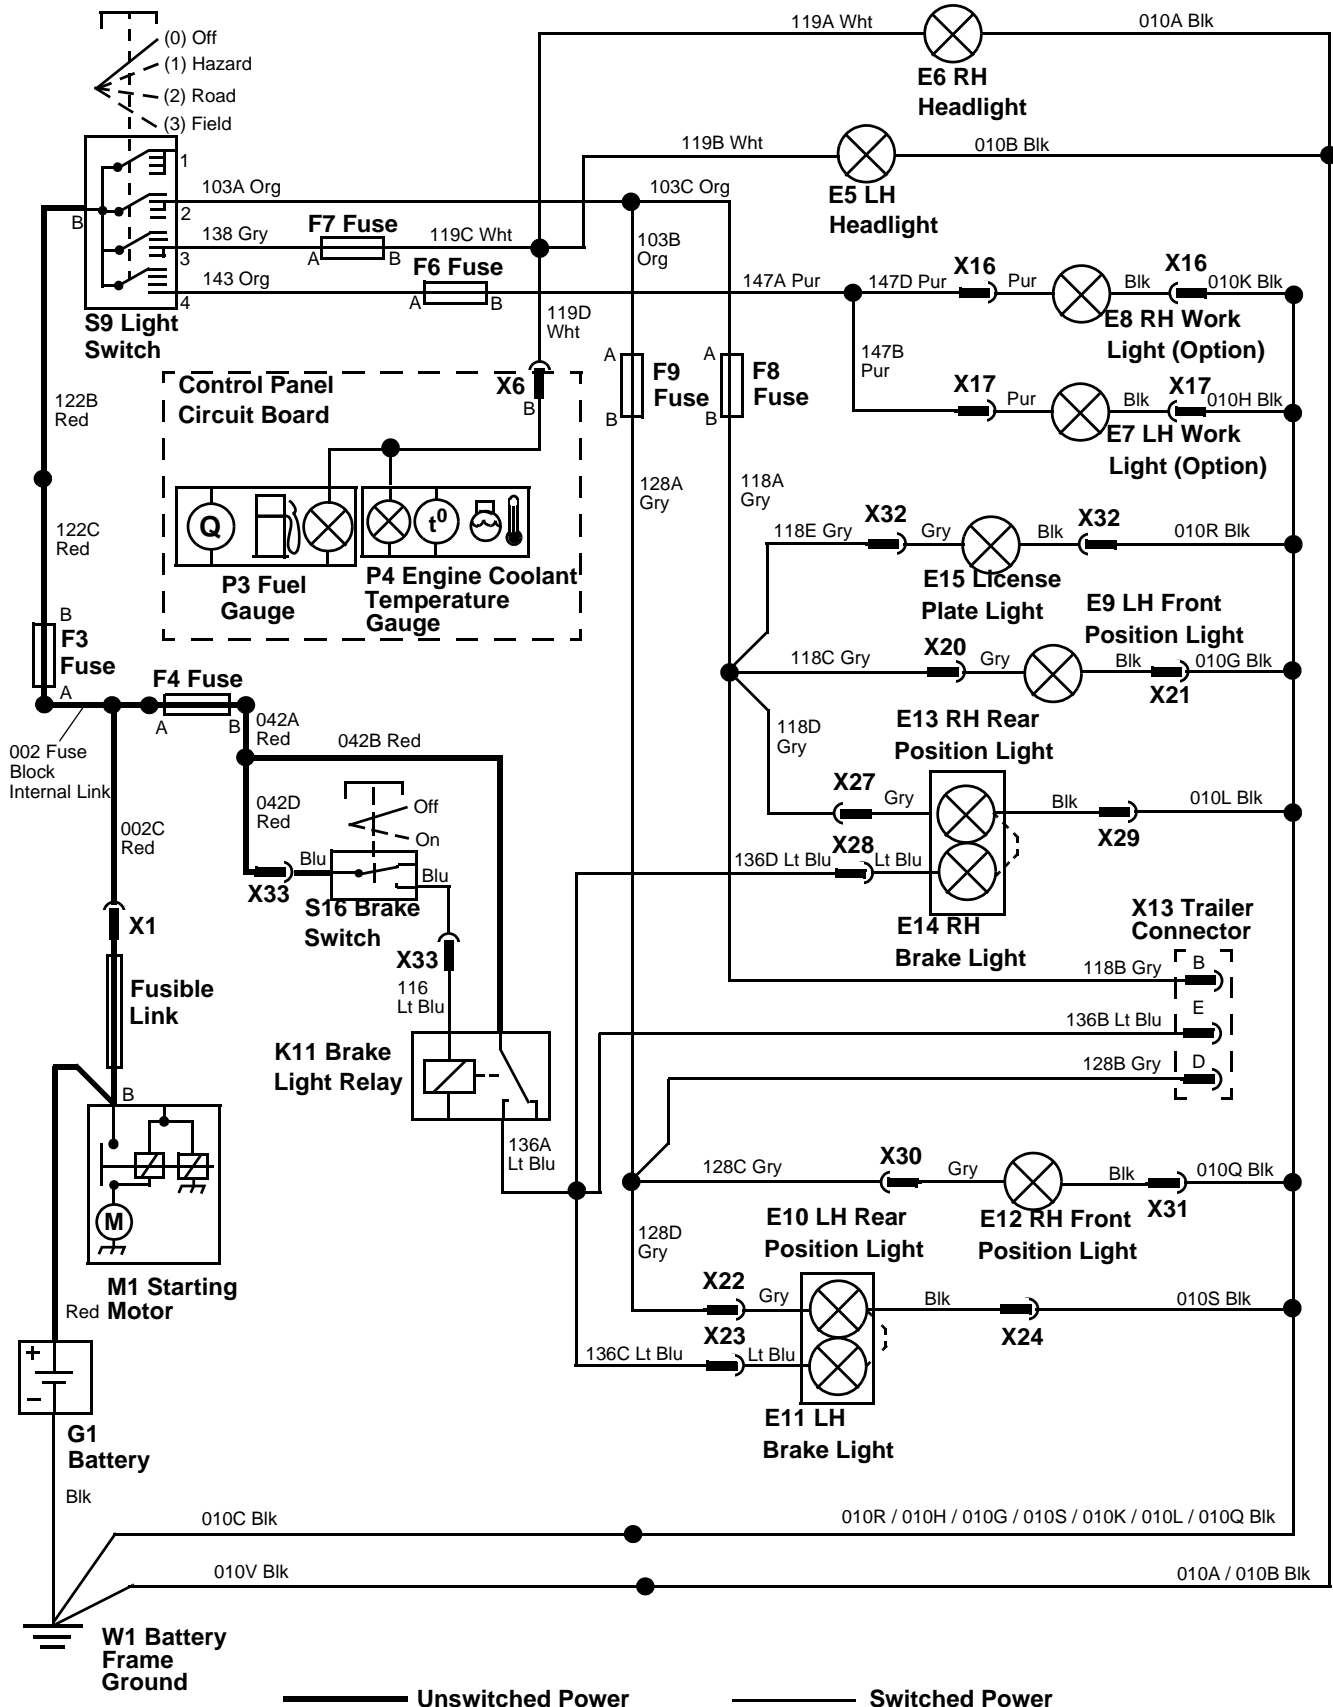 119A Wht
010A Blk
(0) Off
(1) Hazard
(2) Road
(3) Field
E6 RH
Headlight
119B Wht
010B Blk
E5 LH
Headlight
1
2
3
4
B
S9 Light
Switch
103A Org
103C Org
138 Gry
F7 Fuse
A
B
119C Wht
103B
Org
143 Org
F6 Fuse
A
B
147A Pur
147D Pur
X16
Pur
Blk
X16
010K Blk
E8 RH Work
Light (Option)
119D
Wht
147B
Pur
X17
Pur
Blk
X17
010H Blk
E7 LH Work
Light (Option)
A
F9
Fuse
B
A
F8
Fuse
B
122B
Red
Control Panel
Circuit Board
X6
B
128A
Gry
118A
Gry
Q
t0
P3 Fuel
Gauge
P4 Engine Coolant
Temperature
Gauge
122C
Red
118E Gry
X32
Gry
Blk
X32
010R Blk
E15 License
Plate Light
E9 LH Front
Position Light
B
F3
Fuse
A
118C Gry
X20
Gry
Blk
X21
010G Blk
F4 Fuse
A
B
042A
Red
042B Red
002 Fuse
Block
Internal Link
118D
Gry
E13 RH Rear
Position Light
X27
Gry
Blk
X29
010L Blk
042D
Red
Off
On
002C
Red
X33
Blu
Blu
S16 Brake
Switch
136D Lt Blu
X28
Lt Blu
E14 RH
Brake Light
X1
X33
116
Lt Blu
X13 Trailer
Connector
118B Gry
B
136B Lt Blu
E
128B Gry
D
Fusible
Link
K11 Brake
Light Relay
B
136A
Lt Blu
M
M1 Starting
Motor
128C Gry
X30
Gry
Blk
X31
010Q Blk
E12 RH Front
Position Light
E10 LH Rear
Position Light
128D
Gry
X22
Gry
Blk
X24
010S Blk
136C Lt Blu
X23
Lt Blu
E11 LH
Brake Light
Red
+
−
G1
Battery
Blk
010C Blk
010R / 010H / 010G / 010S / 010K / 010L / 010Q Blk
010V Blk
010A / 010B Blk
W1 Battery
Frame
Ground
Unswitched Power
Switched Power